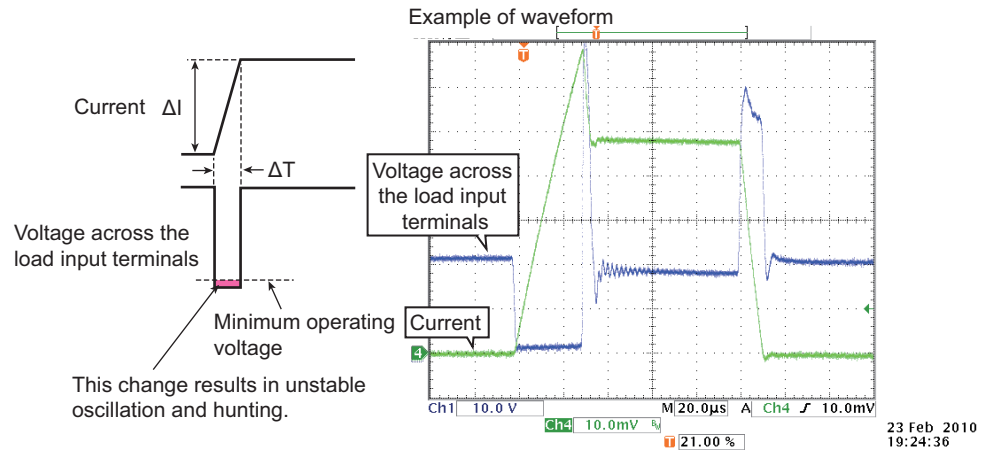 Example of waveform
T
T
Current ΔI
ΔT
Voltage across the
load input terminals
Minimum operating
voltage
This change results in unstable
oscillation and hunting.
Voltage across
the load input
terminals
Current
4
Ch1 10.0 V M 20.0µs A Ch4 10.0mV
Ch4 10.0mV BW
T 21.00 %
23 Feb 2010
19:24:36